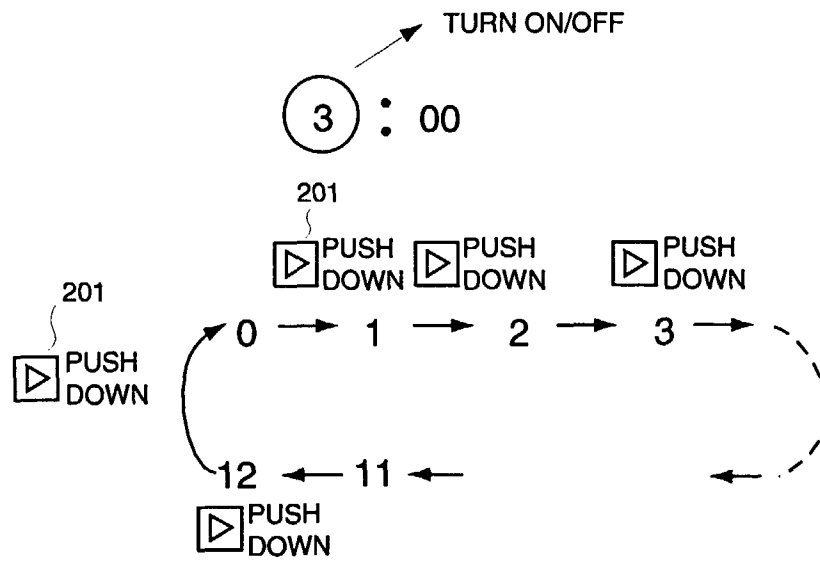 TURN ON/OFF
3 : 00
201
PUSH DOWN
PUSH DOWN
PUSH DOWN
201
PUSH DOWN
0 1 2 3
12 11
PUSH DOWN